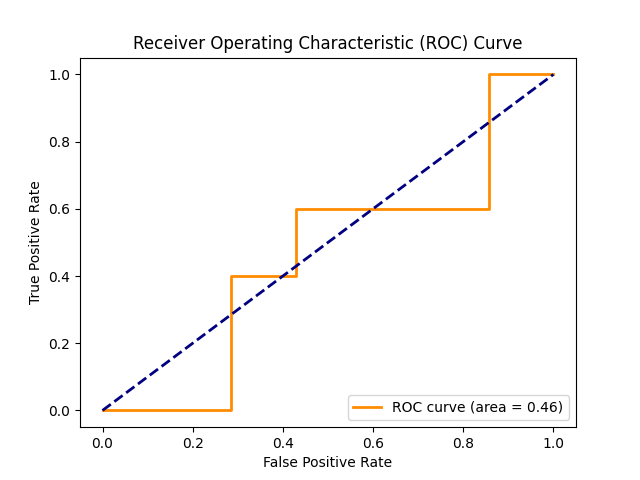 Receiver Operating Characteristic (ROC) Curve
1.0
0.8
0.6
0.4
0.2
0.0
True Positive Rate
ROC curve (area = 0.46)
0.0 0.2 0.4 0.6 0.8 1.0
False Positive Rate